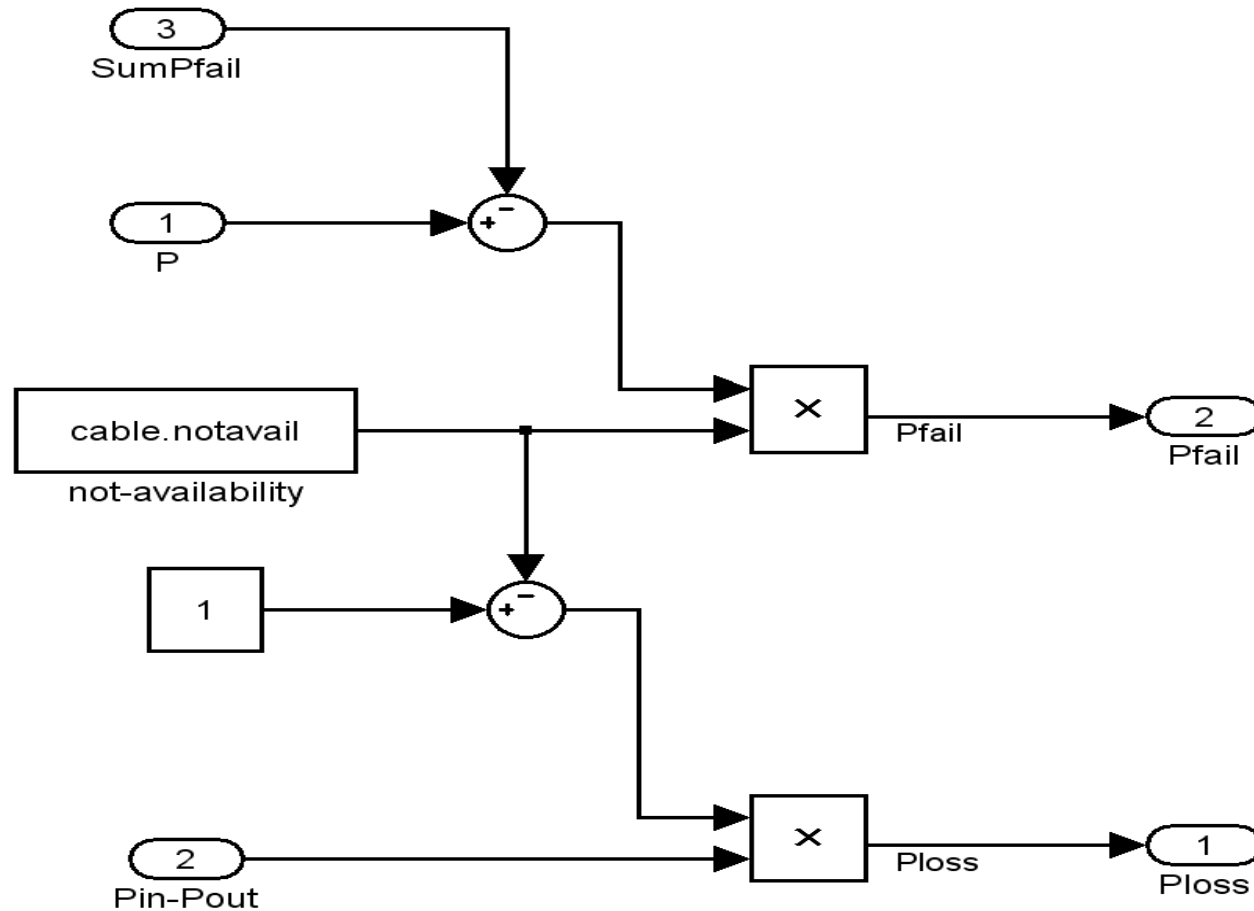 3
SumPfail
+ -
1
P
×
cable.notavail
Pfail
2
Pfail
not-availability
1
+ -
×
2
Pin-Pout
Ploss
1
Ploss